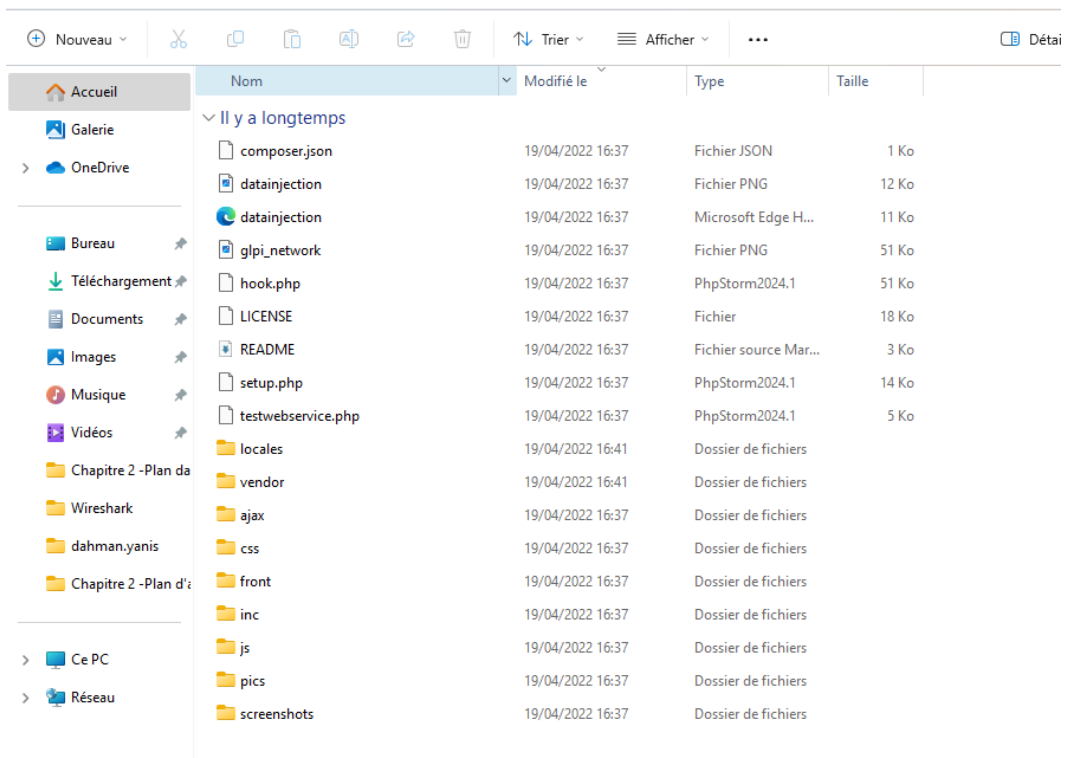 Nouveau Trier Afficher ... Détai
Nom Modifié le Type Taille
Accueil
Galerie
OneDrive
Bureau
Téléchargement
Documents
Images
Musique
Vidéos
Chapitre 2 -Plan da
Wireshark
dahman.yanis
Chapitre 2 -Plan d'a
Ce PC
Réseau
Il y a longtemps
composer.json 19/04/2022 16:37 Fichier JSON 1 Ko
datainjection 19/04/2022 16:37 Fichier PNG 12 Ko
datainjection 19/04/2022 16:37 Microsoft Edge H... 11 Ko
glpi_network 19/04/2022 16:37 Fichier PNG 51 Ko
hook.php 19/04/2022 16:37 PhpStorm2024.1 51 Ko
LICENSE 19/04/2022 16:37 Fichier 18 Ko
README 19/04/2022 16:37 Fichier source Mar... 3 Ko
setup.php 19/04/2022 16:37 PhpStorm2024.1 14 Ko
testwebservice.php 19/04/2022 16:37 PhpStorm2024.1 5 Ko
locales 19/04/2022 16:41 Dossier de fichiers
vendor 19/04/2022 16:41 Dossier de fichiers
ajax 19/04/2022 16:37 Dossier de fichiers
css 19/04/2022 16:37 Dossier de fichiers
front 19/04/2022 16:37 Dossier de fichiers
inc 19/04/2022 16:37 Dossier de fichiers
js 19/04/2022 16:37 Dossier de fichiers
pics 19/04/2022 16:37 Dossier de fichiers
screenshots 19/04/2022 16:37 Dossier de fichiers